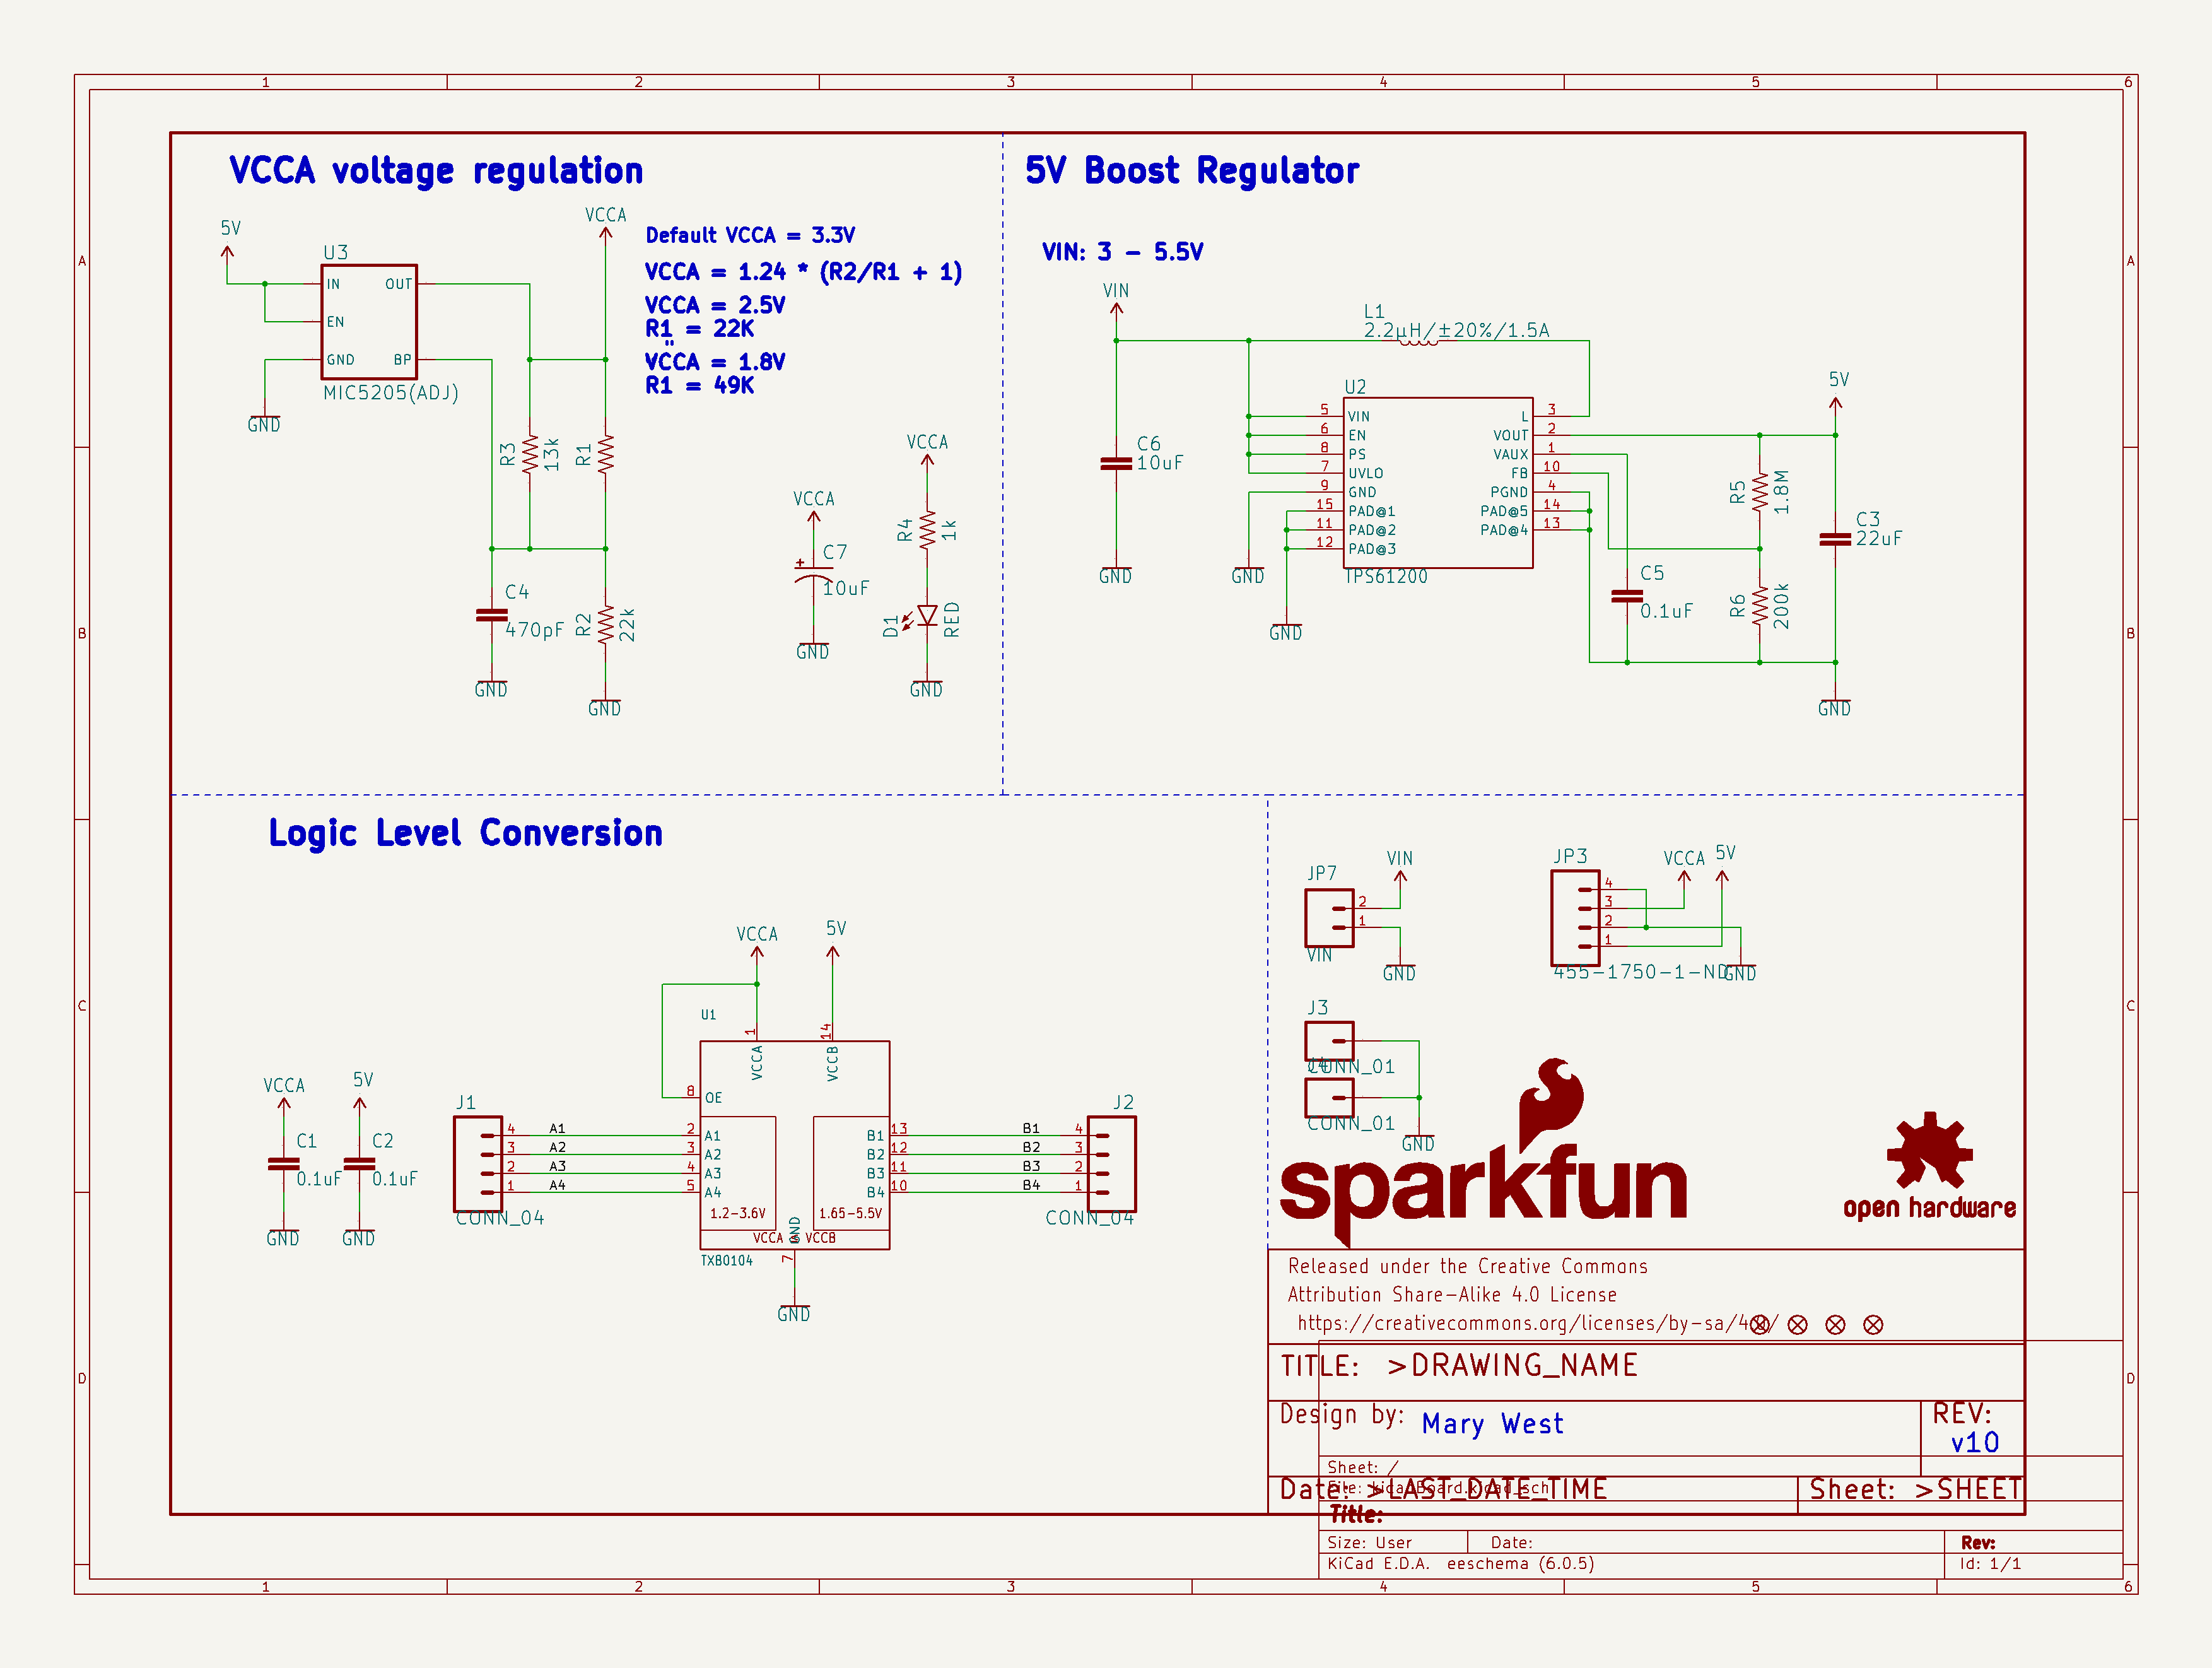 1 2 3 4 5 6
VCCA voltage regulation
5V Boost Regulator
5V
U3
IN
EN
GND
OUT
BP
MIC5205(ADJ)
GND
VCCA
Default VCCA = 3.3V
VCCA = 1.24 * (R2/R1 + 1)
VCCA = 2.5V
R1 = 22K
"
VCCA = 1.8V
R1 = 49K
R3
13k
R1
C4
470pF
GND
R2
22k
GND
VCCA
C7
10uF
GND
VCCA
R4
1k
D1
RED
GND
VIN: 3 - 5.5V
VIN
L1
2.2µH/±20%/1.5A
C6
10uF
GND
GND
GND
U2
5 VIN
6 EN
8 PS
7 UVLO
9 GND
15 PAD@1
11 PAD@2
12 PAD@3
L 3
VOUT 2
VAUX 1
FB 10
PGND 4
PAD@5 14
PAD@4 13
TPS61200
5V
R5
1.8M
C3
22uF
C5
0.1uF
R6
200k
GND
Logic Level Conversion
VCCA
C1
0.1uF
GND
5V
C2
0.1uF
GND
J1
4 A1
3 A2
2 A3
1 A4
CONN_04
VCCA
5V
U1
1
VCCA
14
VCCB
8 OE
2 A1
3 A2
4 A3
5 A4
B1 13
B2 12
B3 11
B4 10
1.2-3.6V
1.65-5.5V
GND
VCCA
VCCB
TXB0104
7
GND
J2
B1 4
B2 3
B3 2
B4 1
CONN_04
JP7
VIN
2
1
VIN
GND
JP3
VCCA
5V
4
3
2
1
455-1750-1-ND
GND
J3
CONN_01
CONN_01
GND
sparkfun
open hardware
Released under the Creative Commons
Attribution Share-Alike 4.0 License
https://creativecommons.org/licenses/by-sa/4.0/
TITLE: >DRAWING_NAME
Design by: Mary West
REV:
v10
Sheet: /
File: kicadBoard.kicad_sch
Date: >LAST_DATE_TIME
Sheet: >SHEET
Title:
Size: User
Date:
Rev:
KiCad E.D.A. eeschema (6.0.5)
Id: 1/1
A
B
C
D
A
B
C
D
1 2 3 4 5 6